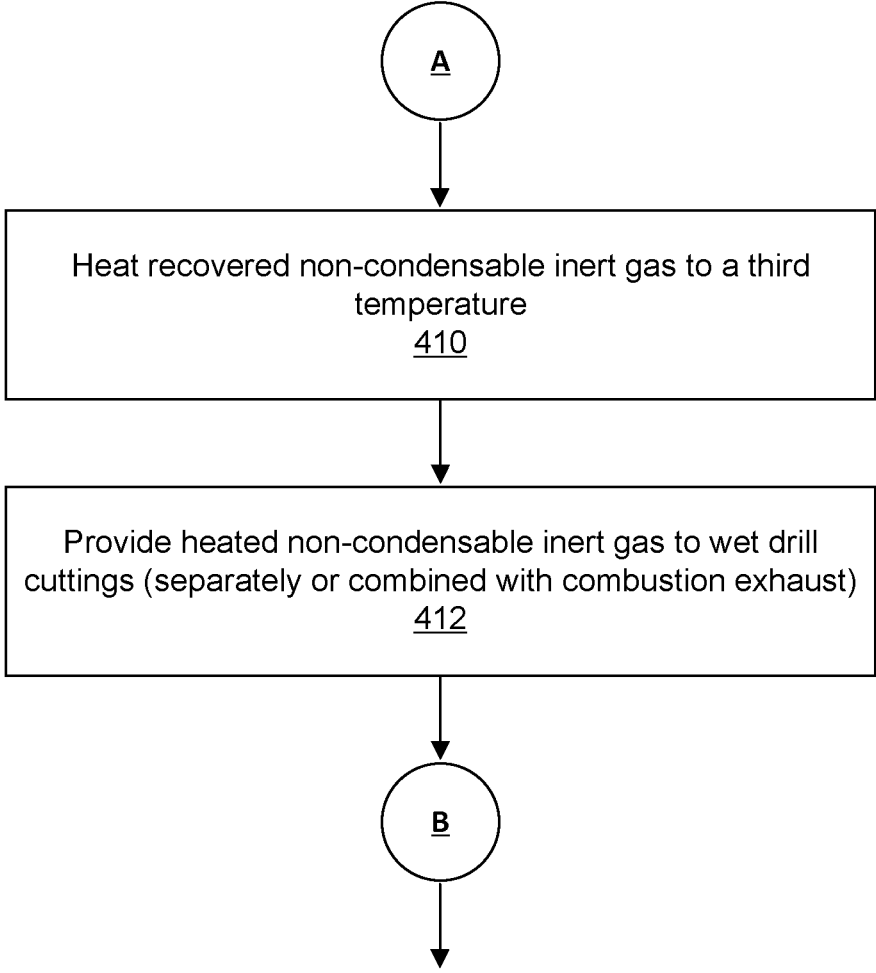 A
Heat recovered non-condensable inert gas to a third
temperature
410
Provide heated non-condensable inert gas to wet drill
cuttings (separately or combined with combustion exhaust)
412
B